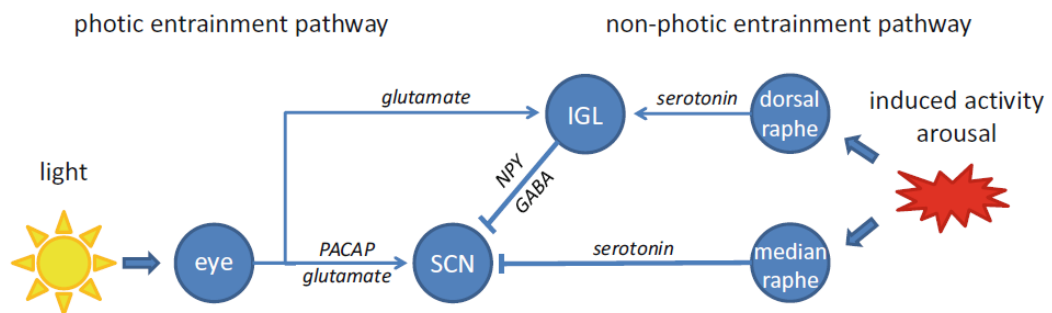 photic entrainment pathway
non-photic entrainment pathway
light
eye
glutamate
PACAP
glutamate
IGL
NPY
GABA
SCN
serotonin
dorsal
raphe
serotonin
median
raphe
induced activity
arousal